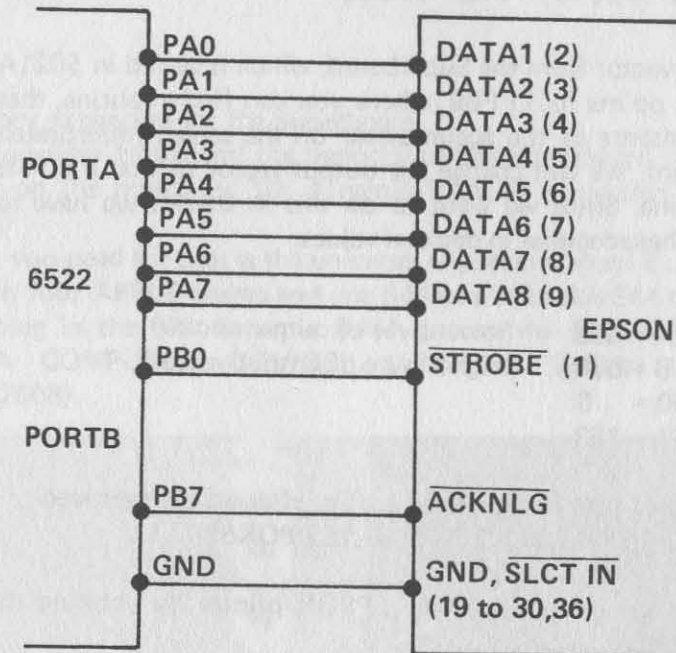 PA0
DATA1 (2)
PA1
DATA2 (3)
PA2
DATA3 (4)
PA3
DATA4 (5)
PORTA
PA4
DATA5 (6)
PA5
DATA6 (7)
PA6
DATA7 (8)
6522
PA7
DATA8 (9)
EPSON
PB0
STROBE (1)
PORTB
PB7
ACKNLG
GND
GND, SLCT IN
(19 to 30,36)